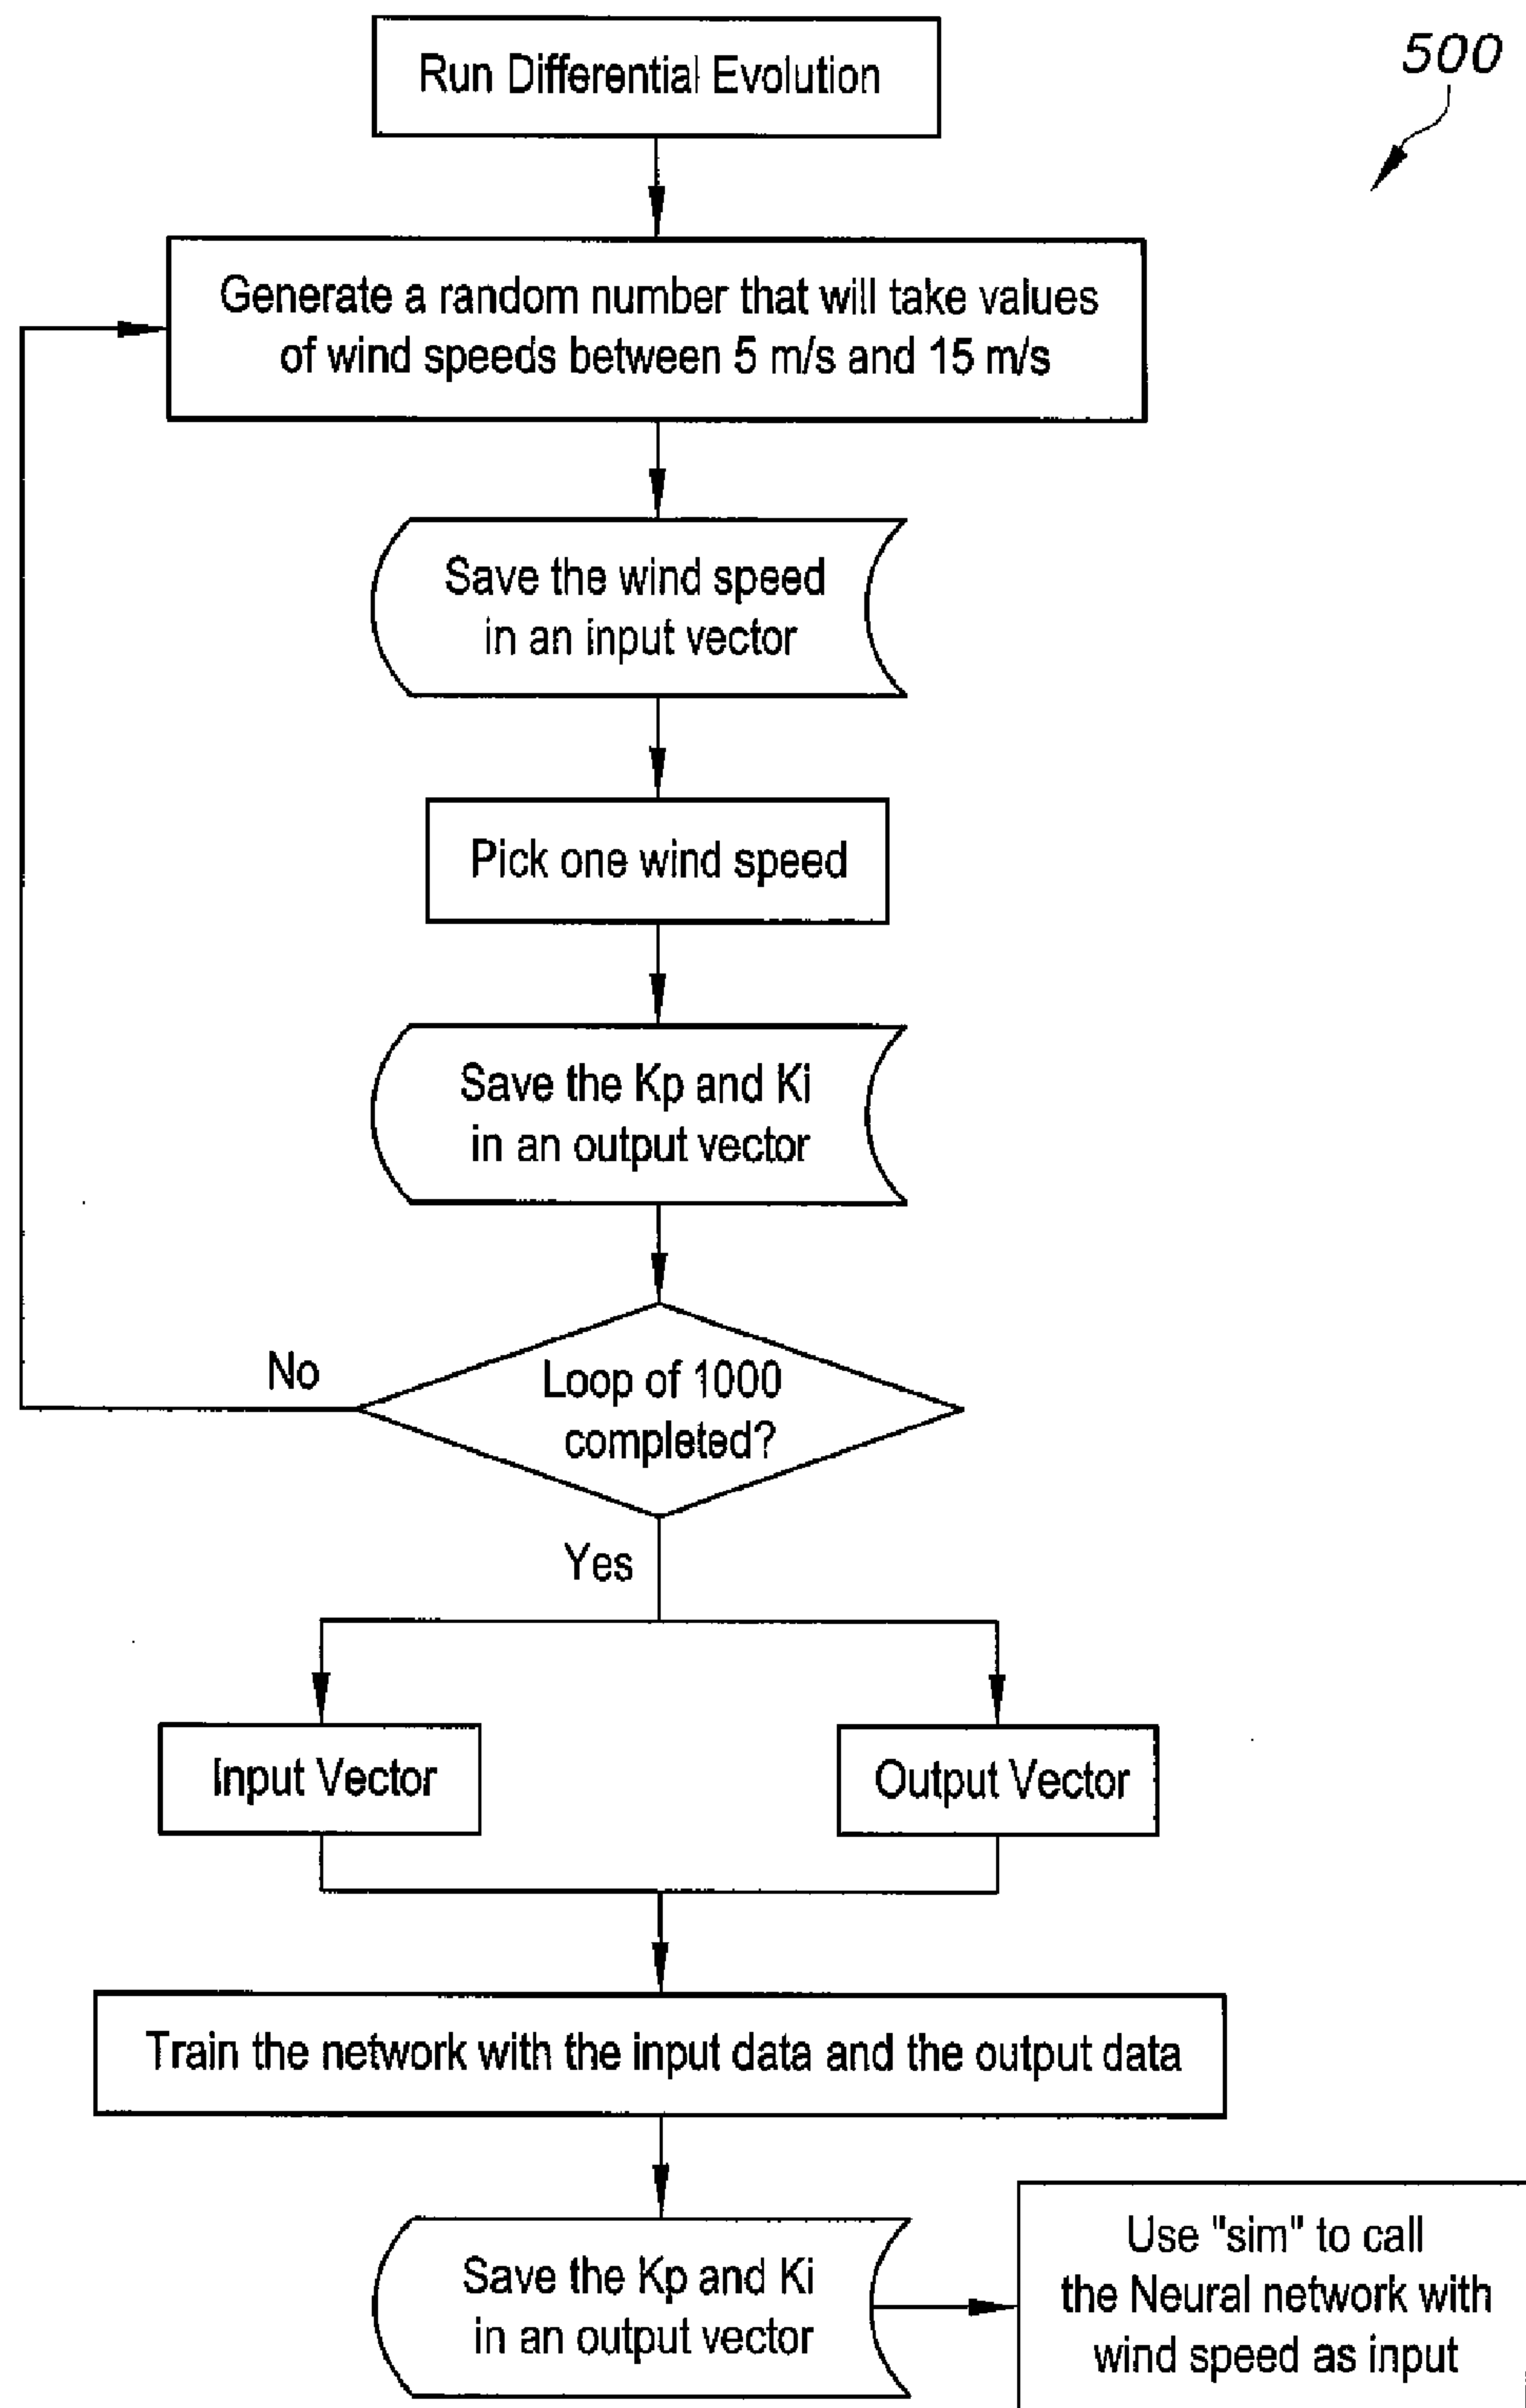 500
Run Differential Evolution
Generate a random number that will take values
of wind speeds between 5 m/s and 15 m/s
Save the wind speed
in an input vector
Pick one wind speed
Save the Kp and Ki
in an output vector
Loop of 1000
completed?
No
Yes
Input Vector
Output Vector
Train the network with the input data and the output data
Save the Kp and Ki
in an output vector
Use "sim" to call
the Neural network with
wind speed as input